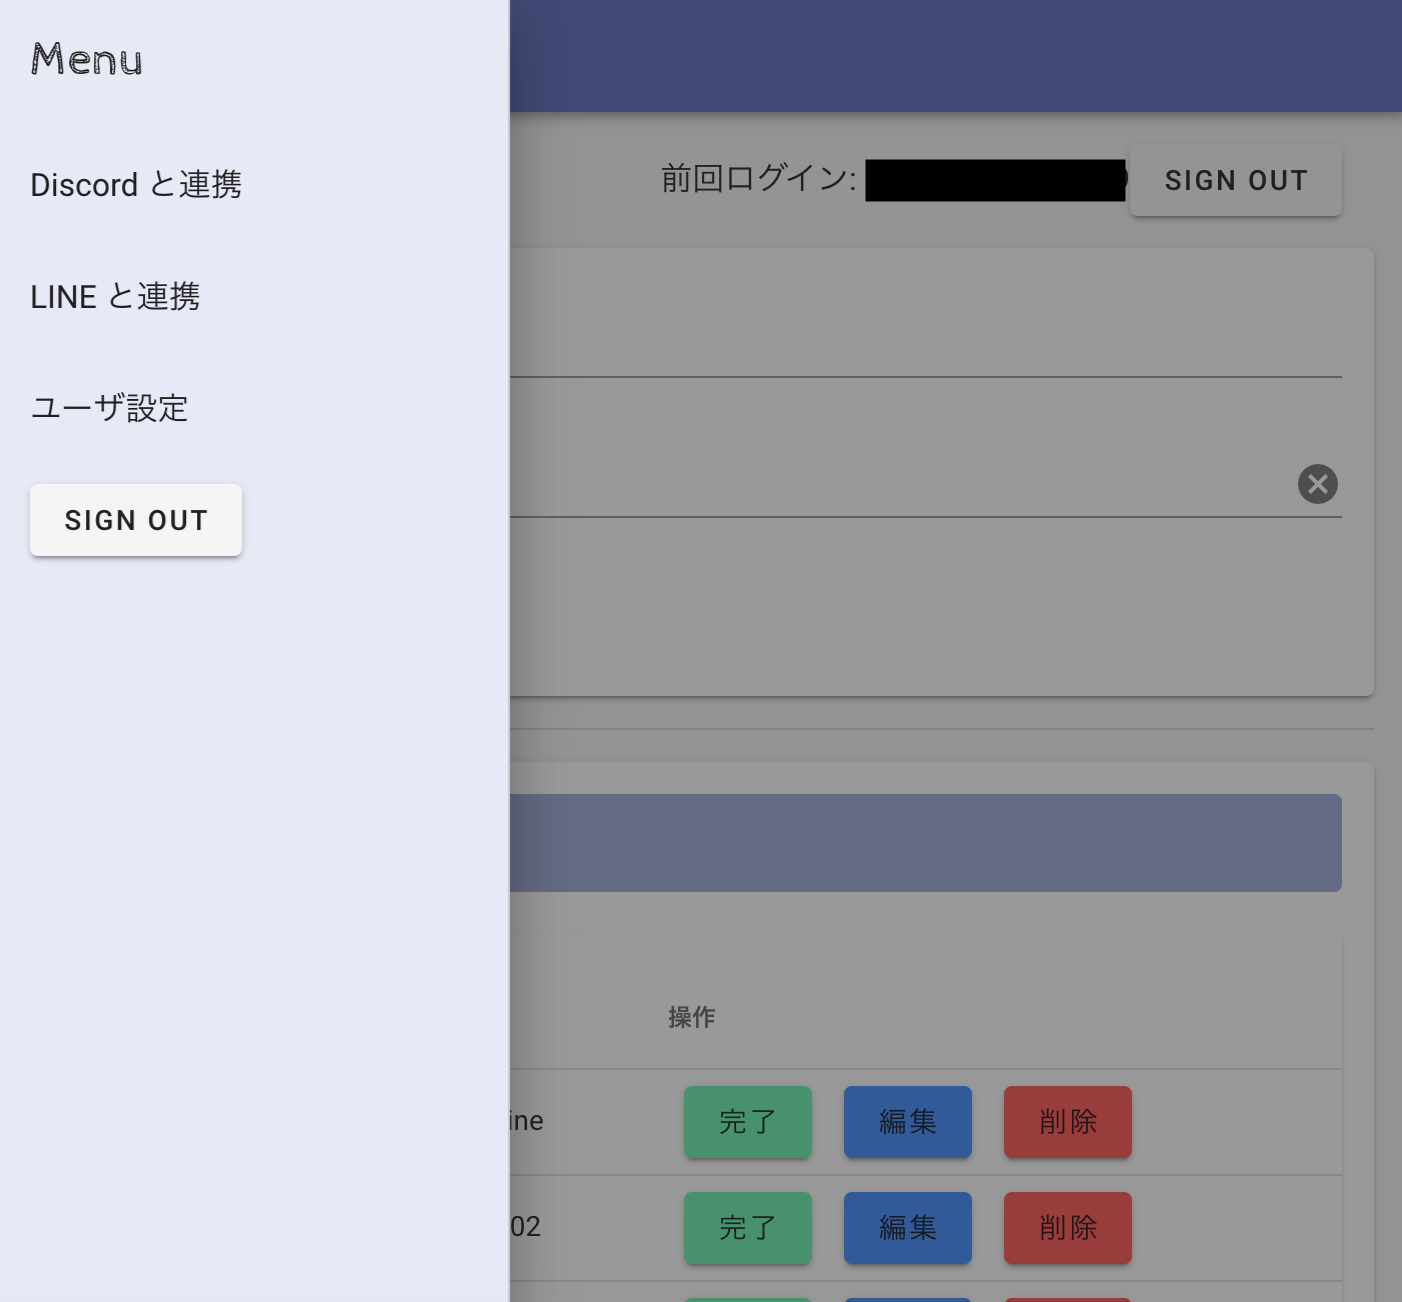 Menu
Discord と連携
LINE と連携
ユーザ設定
SIGN OUT
前回ログイン:
SIGN OUT
操作
ine 完了 編集 削除
02 完了 編集 削除